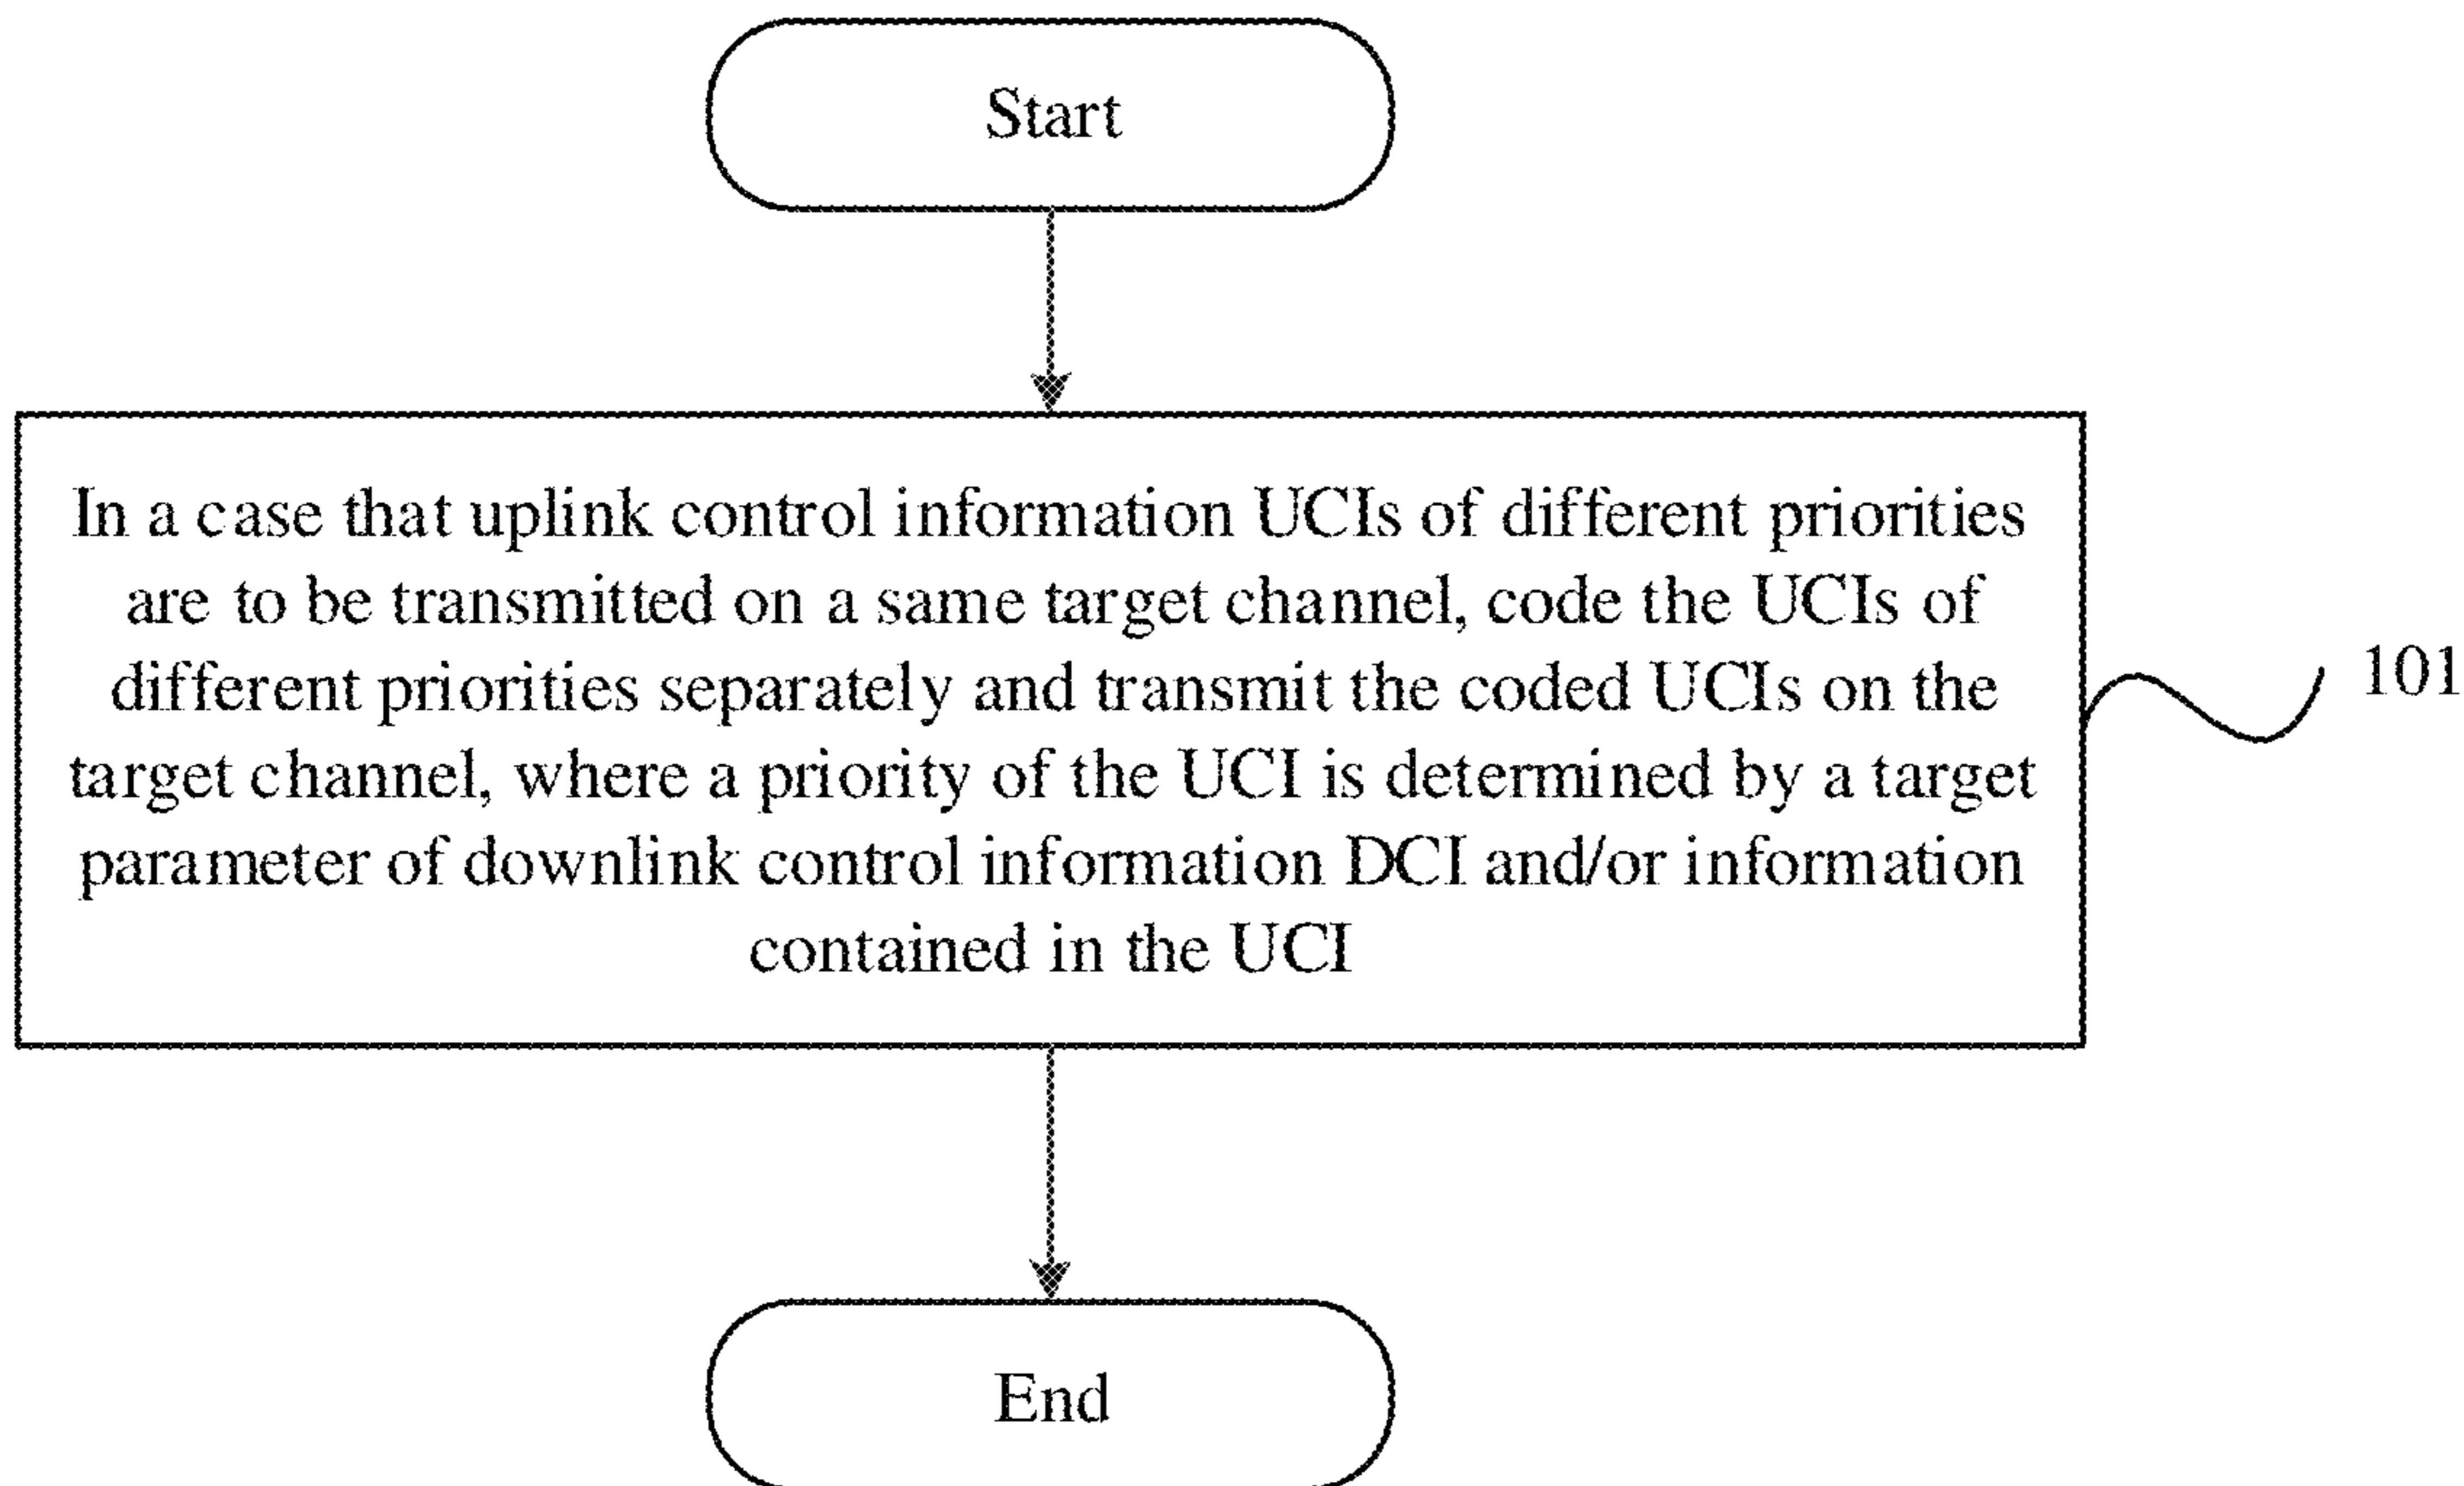 Start
In a case that uplink control information UCIs of different priorities
are to be transmitted on a same target channel, code the UCIs of
different priorities separately and transmit the coded UCIs on the
target channel, where a priority of the UCI is determined by a target
parameter of downlink control information DCI and/or information
contained in the UCI
101
End